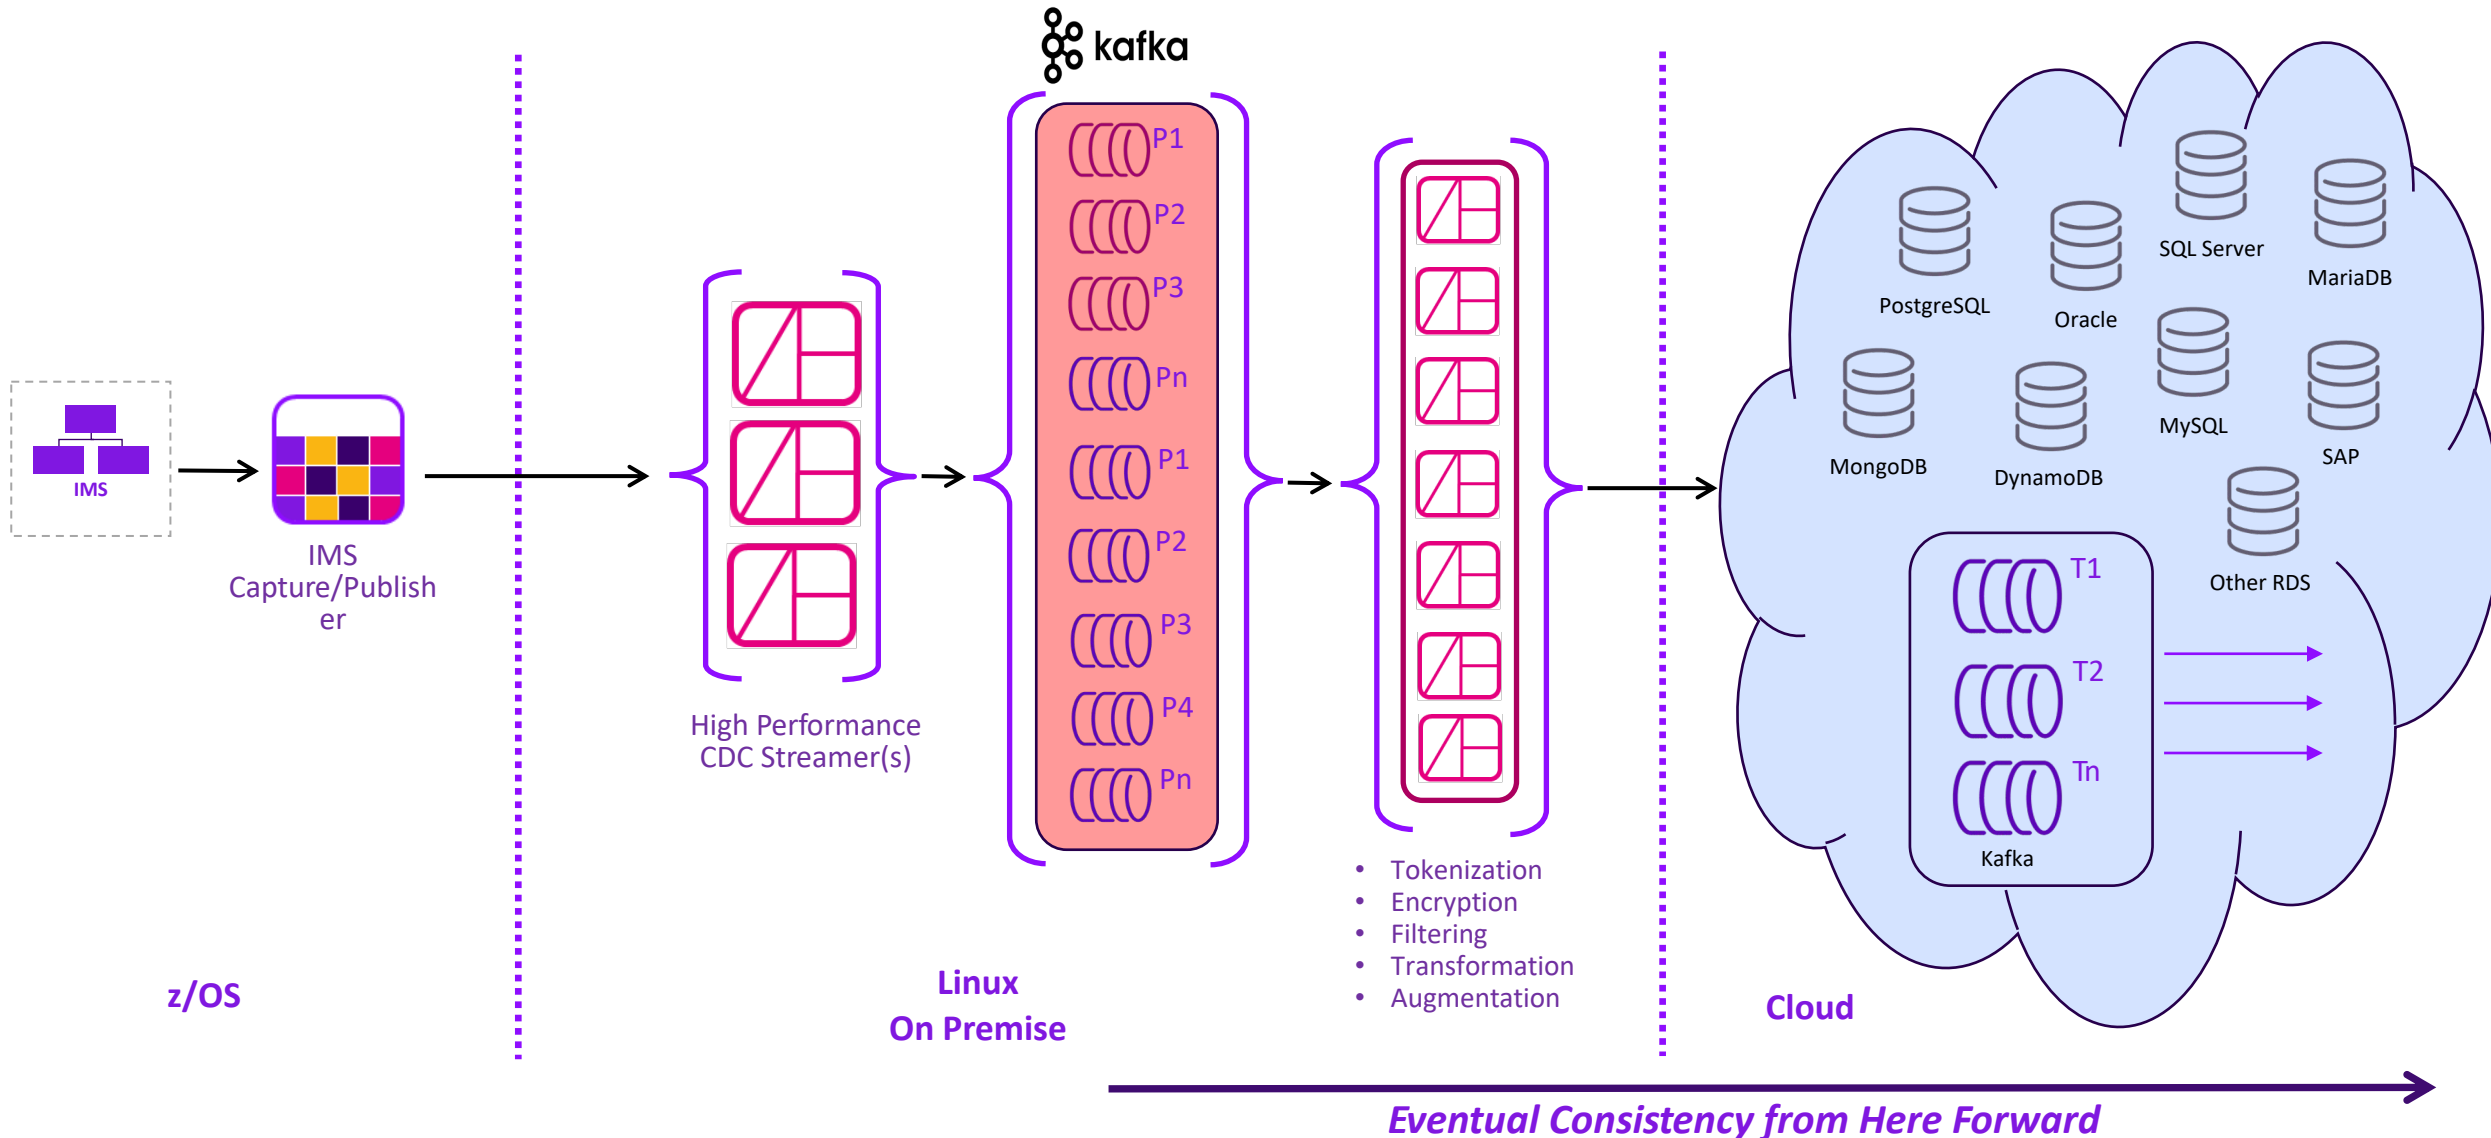 kafka
P1
P2
P3
Pn
P1
P2
P3
P4
Pn
IMS
IMS
Capture/Publish
er
High Performance
CDC Streamer(s)
• Tokenization
• Encryption
• Filtering
• Transformation
• Augmentation
PostgreSQL
Oracle
SQL Server
MariaDB
MongoDB
DynamoDB
MySQL
SAP
Other RDS
T1
T2
Tn
Kafka
z/OS
Linux
On Premise
Cloud
Eventual Consistency from Here Forward